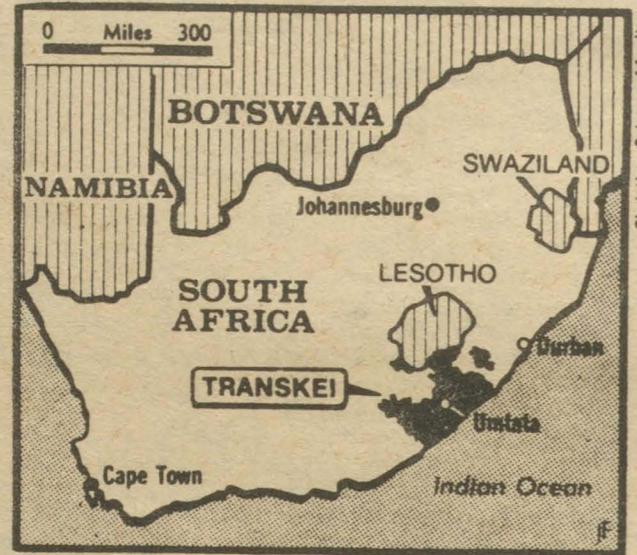 0 Miles 300
BOTSWANA
NAMIBIA
SWAZILAND
Johannesburg
LESOTHO
SOUTH
AFRICA
Durban
TRANSKEI
Umtata
Cape Town
Indian Ocean